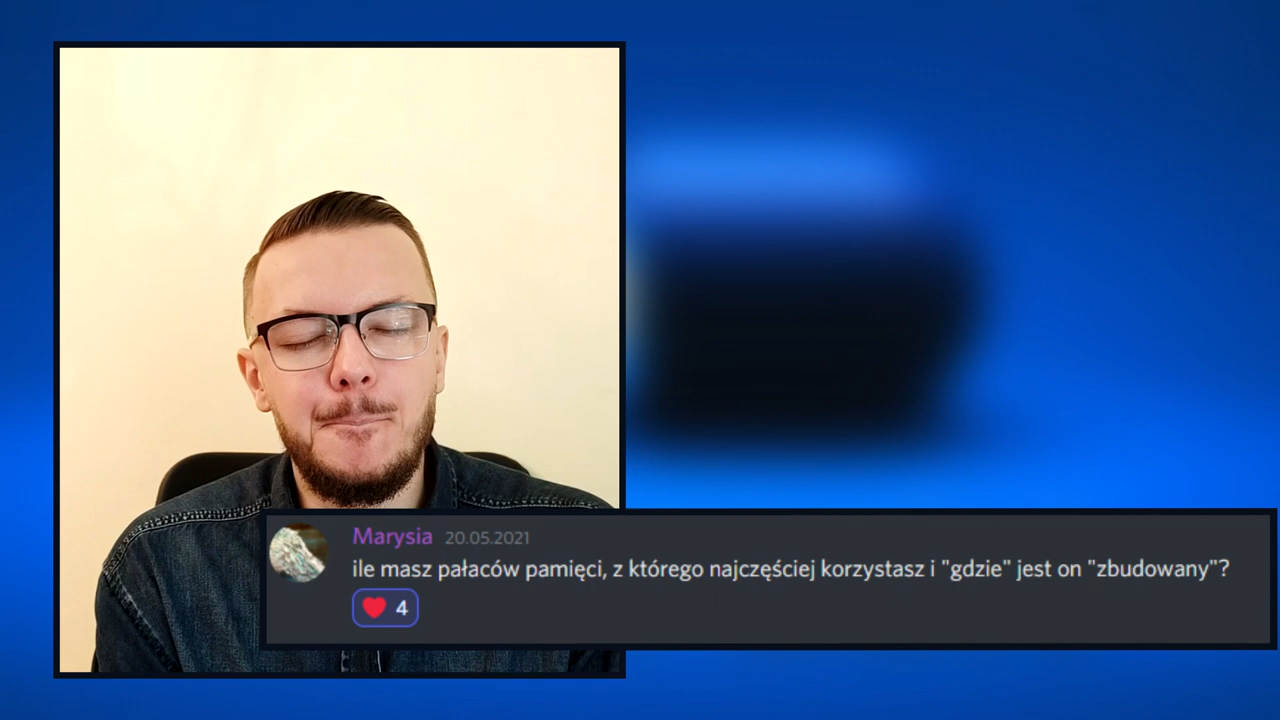 Marysia 20.05.2021
ile masz pałaców pamięci, z którego najczęściej korzystasz i "gdzie" jest on "zbudowany"?
4